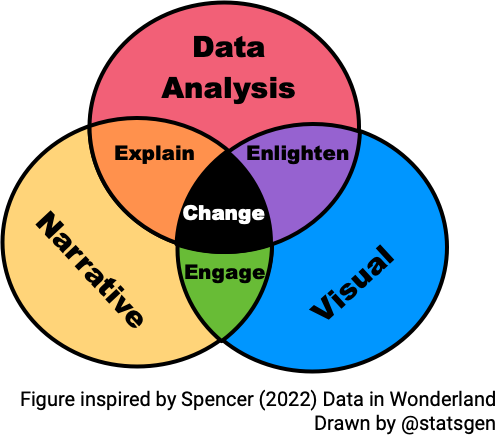 Data
Analysis
Explain
Enlighten
Change
Narrative
Engage
Visual
Figure inspired by Spencer (2022) Data in Wonderland
Drawn by @statsgen